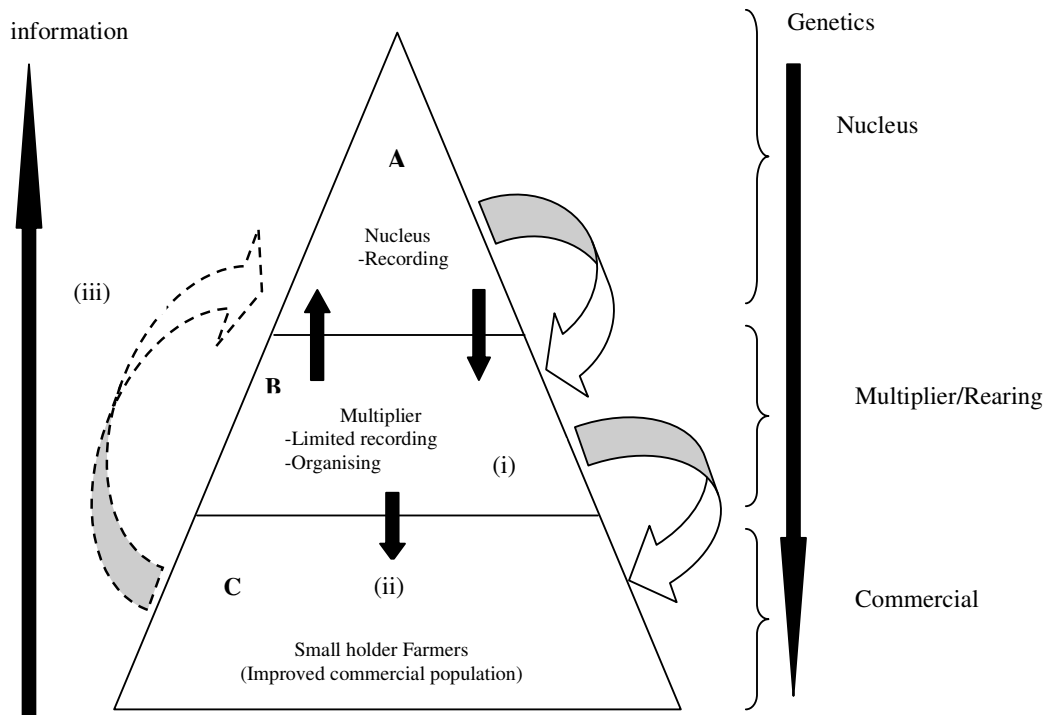 information
Genetics
Nucleus
A
Nucleus
-Recording
(iii)
B
Multiplier
-Limited recording
-Organising
(i)
Multiplier/Rearing
C
(ii)
Commercial
Small holder Farmers
(Improved commercial population)